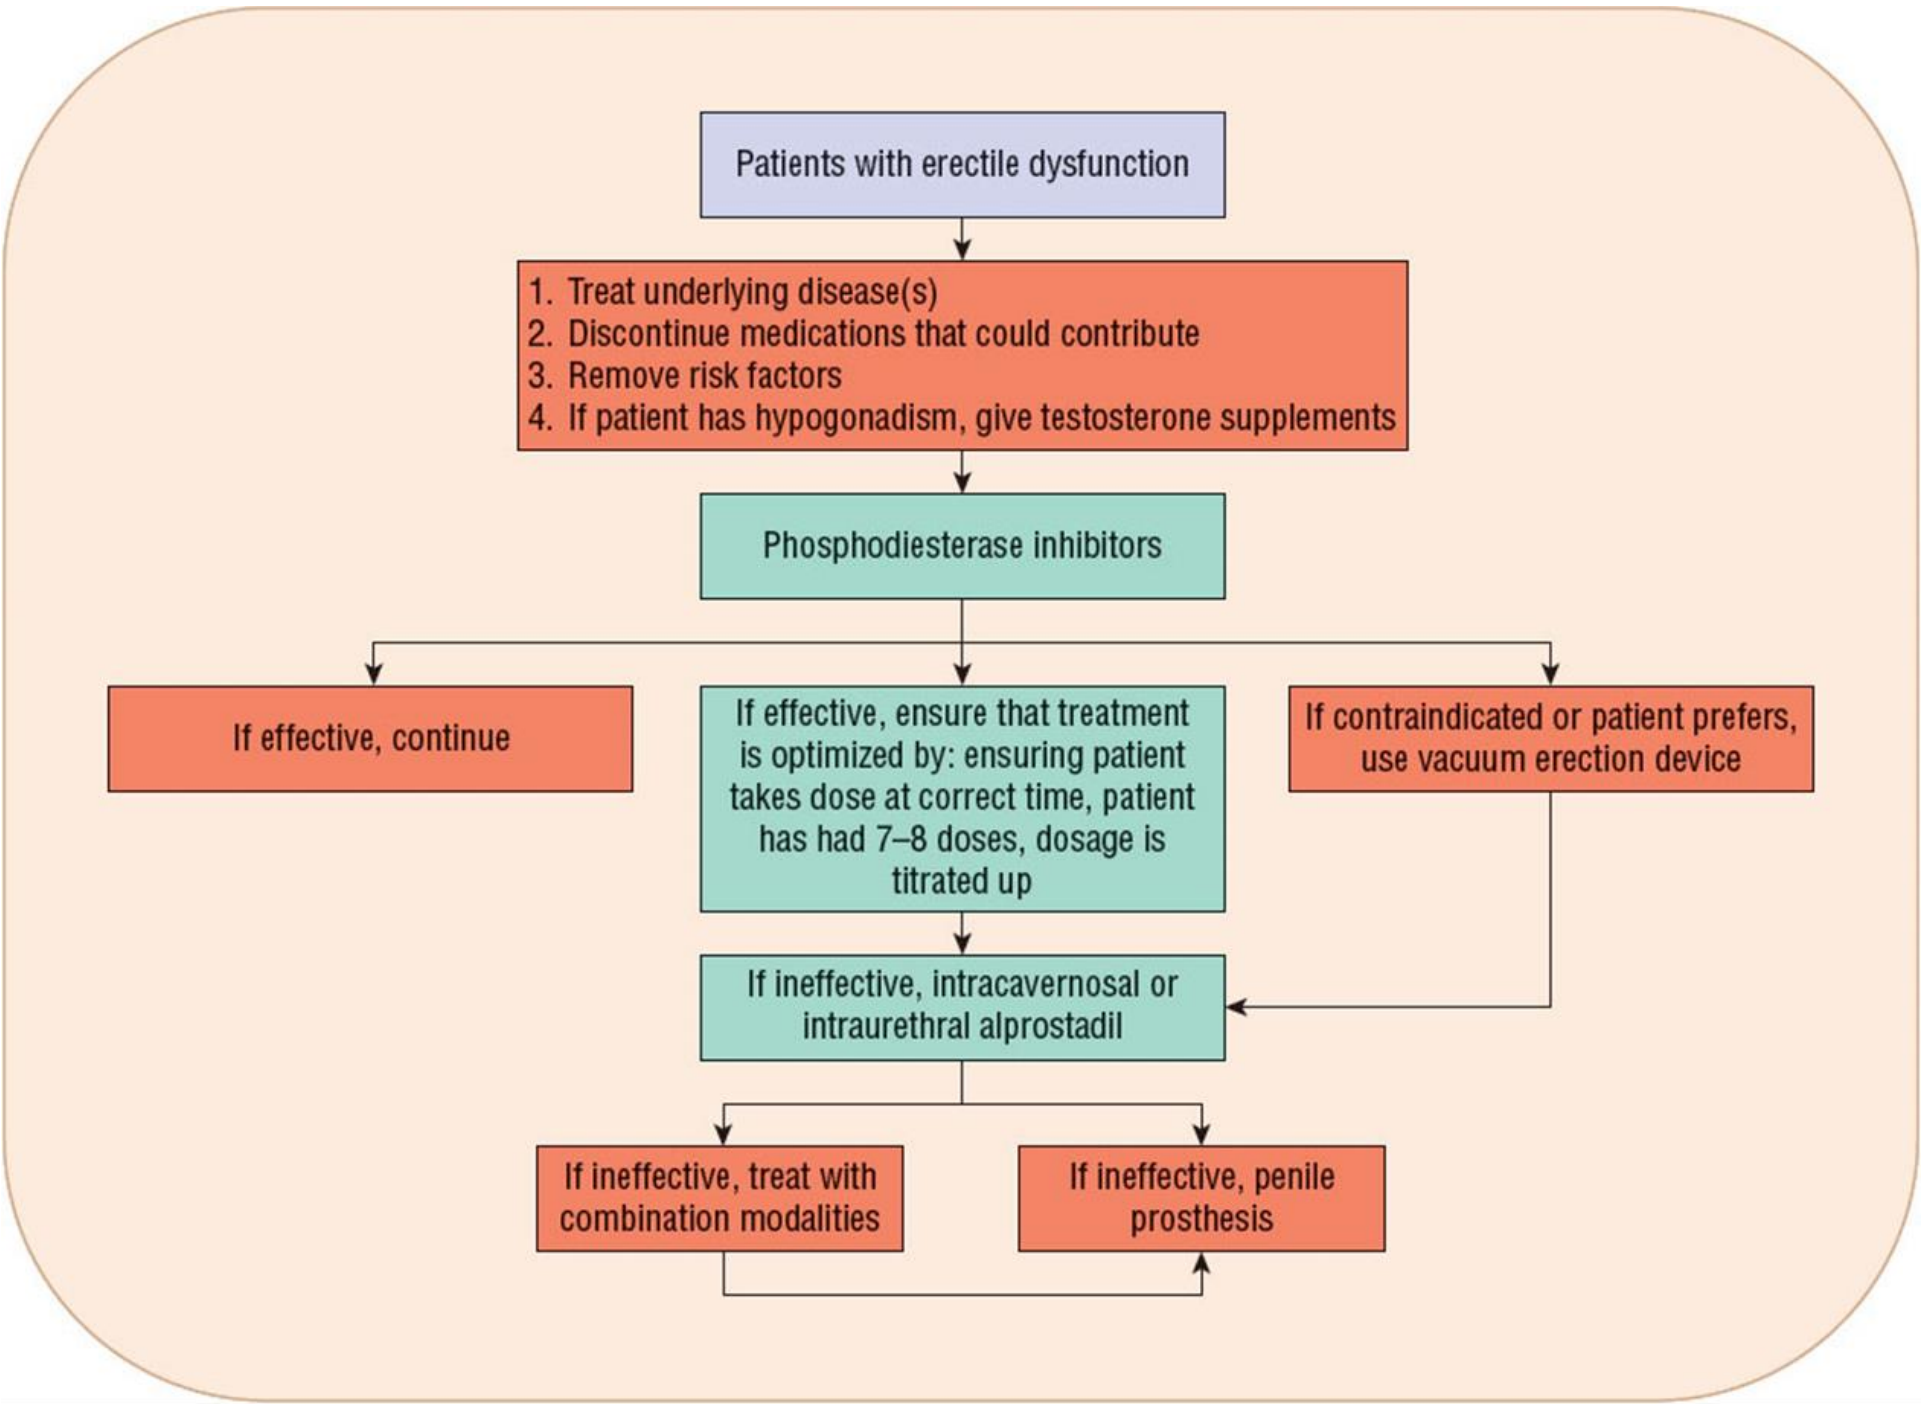 Patients with erectile dysfunction
1. Treat underlying disease(s)
2. Discontinue medications that could contribute
3. Remove risk factors
4. If patient has hypogonadism, give testosterone supplements
Phosphodiesterase inhibitors
If effective, continue
If effective, ensure that treatment
is optimized by: ensuring patient
takes dose at correct time, patient
has had 7–8 doses, dosage is
titrated up
If contraindicated or patient prefers,
use vacuum erection device
If ineffective, intracavernosal or
intraurethral alprostadil
If ineffective, treat with
combination modalities
If ineffective, penile
prosthesis